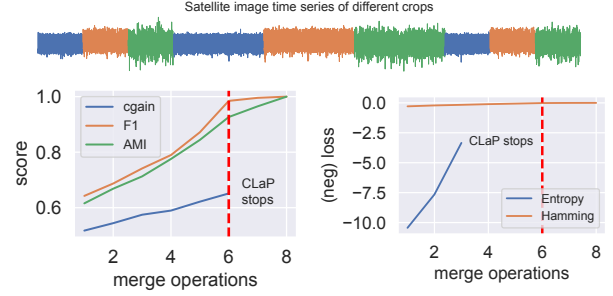 Satellite image time series of different crops
1.0
0.8
0.6
score
cgain
F1
AMI
CLaP
stops
2
4
6
8
merge operations
0.0
−2.5
−5.0
−7.5
−10.0
(neg) loss
CLaP stops
Entropy
Hamming
2
4
6
8
merge operations